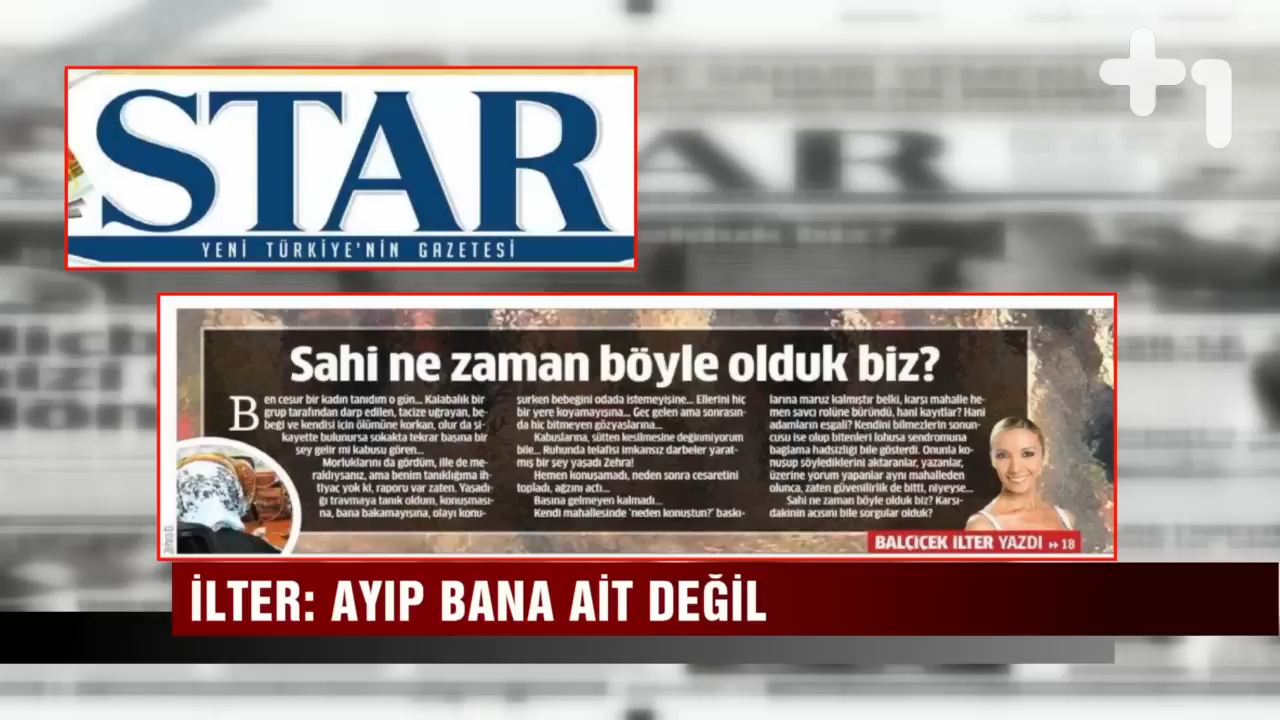 +1
STAR
YENİ TÜRKİYE'NİN GAZETESİ
Sahi ne zaman böyle olduk biz?
Ben cesur bir kadın tanıdım o gün... Kalabalık bir
grup tarafından darp edilen, tacize uğrayan, be-
beği ve kendisi için ölümüne korkan, olur da şi-
kayette bulunursa sokakta tekrar başına bir
şey gelir mi kabusu gören...
Morluklarını da gördüm, ille de me-
raklıysanız, ama benim tanıklığıma ih-
tiyaç yok ki, raporu var zaten. Yaşadı-
ğı travmaya tanık oldum, konuşması-
na, bana bakamayışına, olayı konu-
şurken bebeğini odada istemeyişine... Ellerini hiç
bir yere koyamayışına... Geç gelen ama sonrasın-
da hiç bitmeyen gözyaşlarına...
Kabuslarına, sütten kesilmesine değinmiyorum
bile... Ruhunda telafisi imkansız darbeler yarat-
mış bir şey yaşadı Zehra!
Hemen konuşamadı, neden sonra cesaretini
topladı, ağzını açtı...
Başına gelmeyen kalmadı...
Kendi mahallesinde 'neden konuştun?' baskı-
larına maruz kalmıştır belki, karşı mahalle he-
men savcı rolüne büründü, hani kayıtlar? Hani
adamların eşgali? Kendini bilmezlerin sonun-
cusu ise olup bitenleri lohusa sendromuna
bağlama hadsizliği bile gösterdi. Onunla ko-
nuşup söylediklerini aktaranlar, yazanlar,
üzerine yorum yapanlar aynı mahalleden
olunca, zaten güvenilirlik de bitti, niyeyse...
Sahi ne zaman böyle olduk biz? Karşı-
dakinin acısını bile sorgular olduk?
BALÇİÇEK İLTER YAZDI 18
İLTER: AYIP BANA AİT DEĞİL